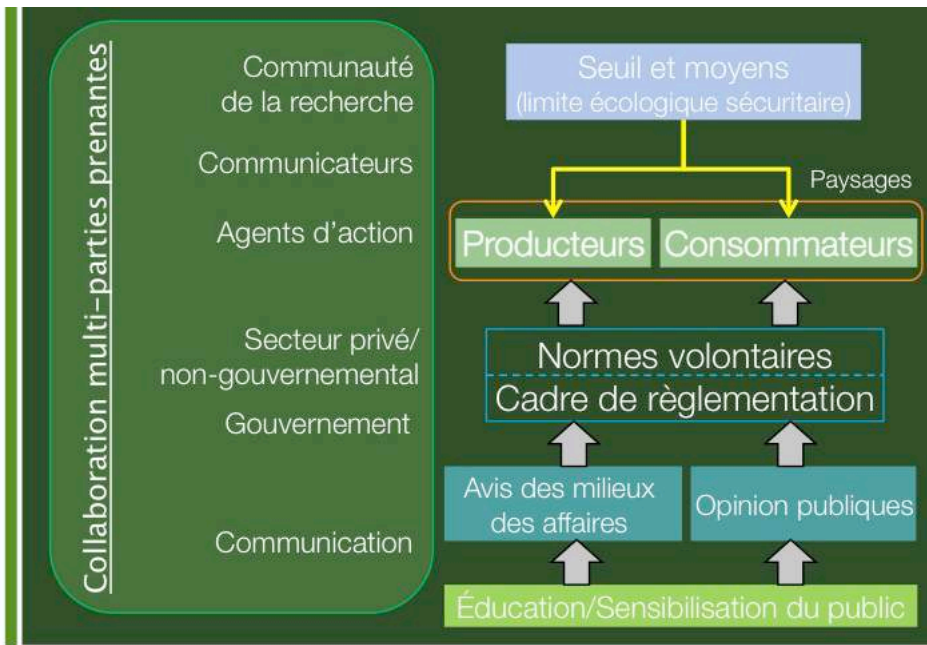 Collaboration multi-parties prenantes
Communauté
de la recherche
Communicateurs
Agents d'action
Secteur privé/
non-gouvernemental
Gouvernement
Communication
Seuil et moyens
(limite écologique sécuritaire)
Paysages
Producteurs
Consommateurs
Normes volontaires
Cadre de règlementation
Avis des milieux
des affaires
Opinion publiques
Éducation/Sensibilisation du public